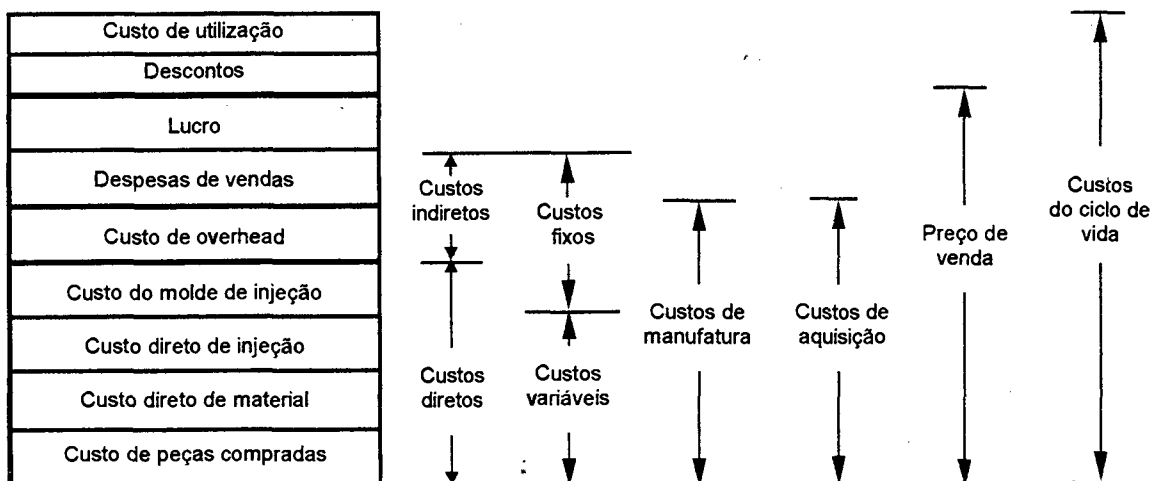 Custo de utilização
Descontos
Lucro
Despesas de vendas
Custo de overhead
Custo do molde de injeção
Custo direto de injeção
Custo direto de material
Custo de peças compradas
Custos
indiretos
Custos
diretos
Custos
fixos
Custos
variáveis
Custos de
manufatura
Custos de
aquisição
Preço de
venda
Custos
do ciclo de
vida